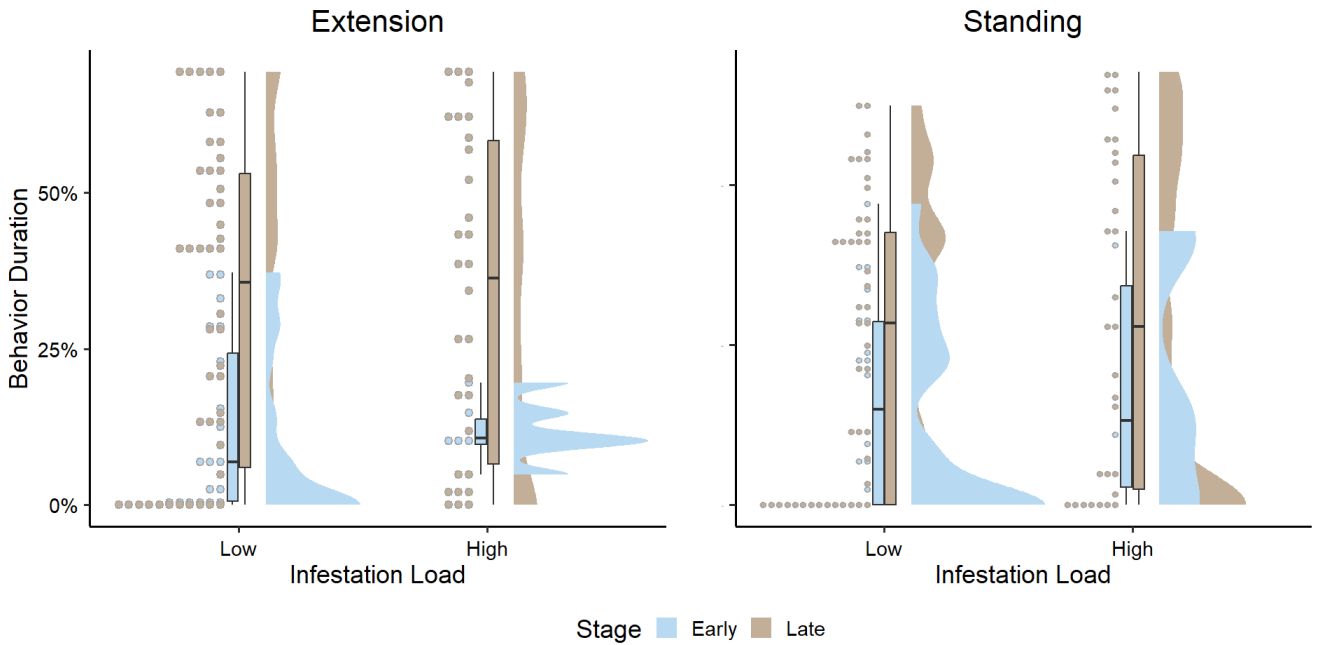 Extension
Standing
Behavior Duration
50%
25%
0%
Low
High
Low
High
Infestation Load
Infestation Load
Stage
Early
Late